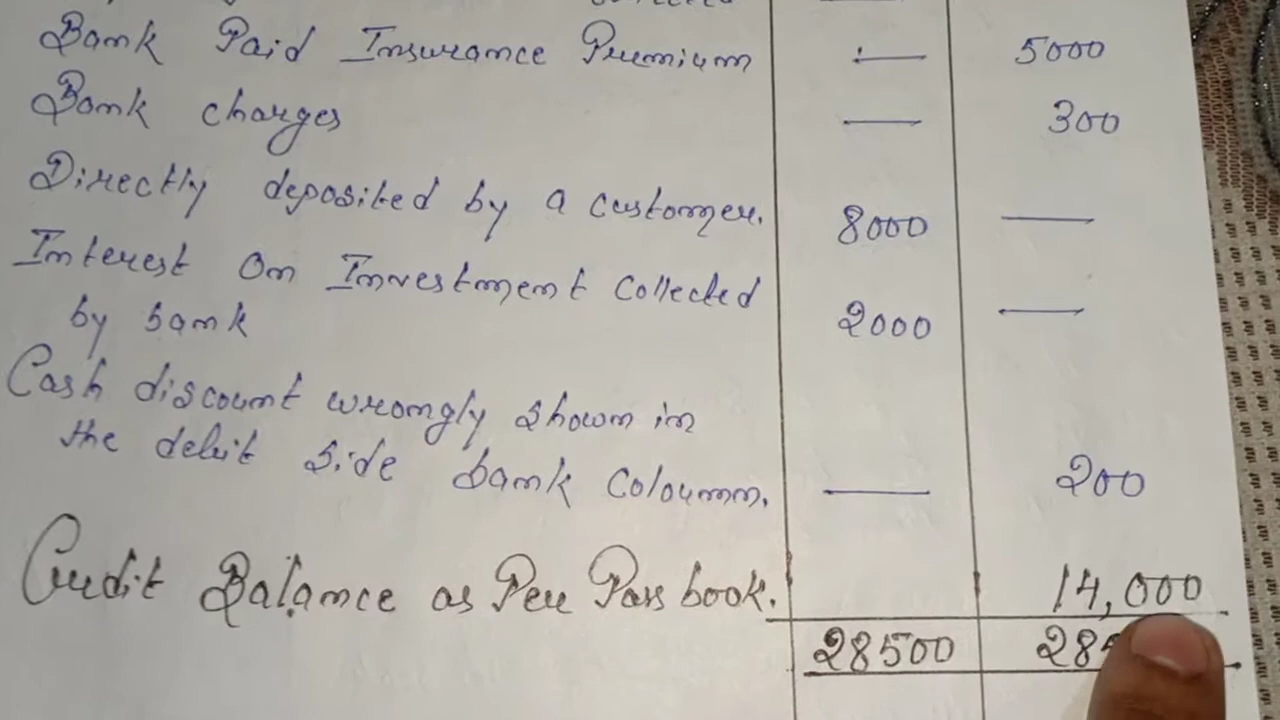 Bank Paid Insurance Premium — 5000
Bank charges — 300
Directly deposited by a customer. 8000 —
Interest on Investment Collected
by bank 2000 —
Cash discount wrongly shown in
the debit side bank Coloumn. — 200
Credit Balance as Per Pass book. 14,000
28500